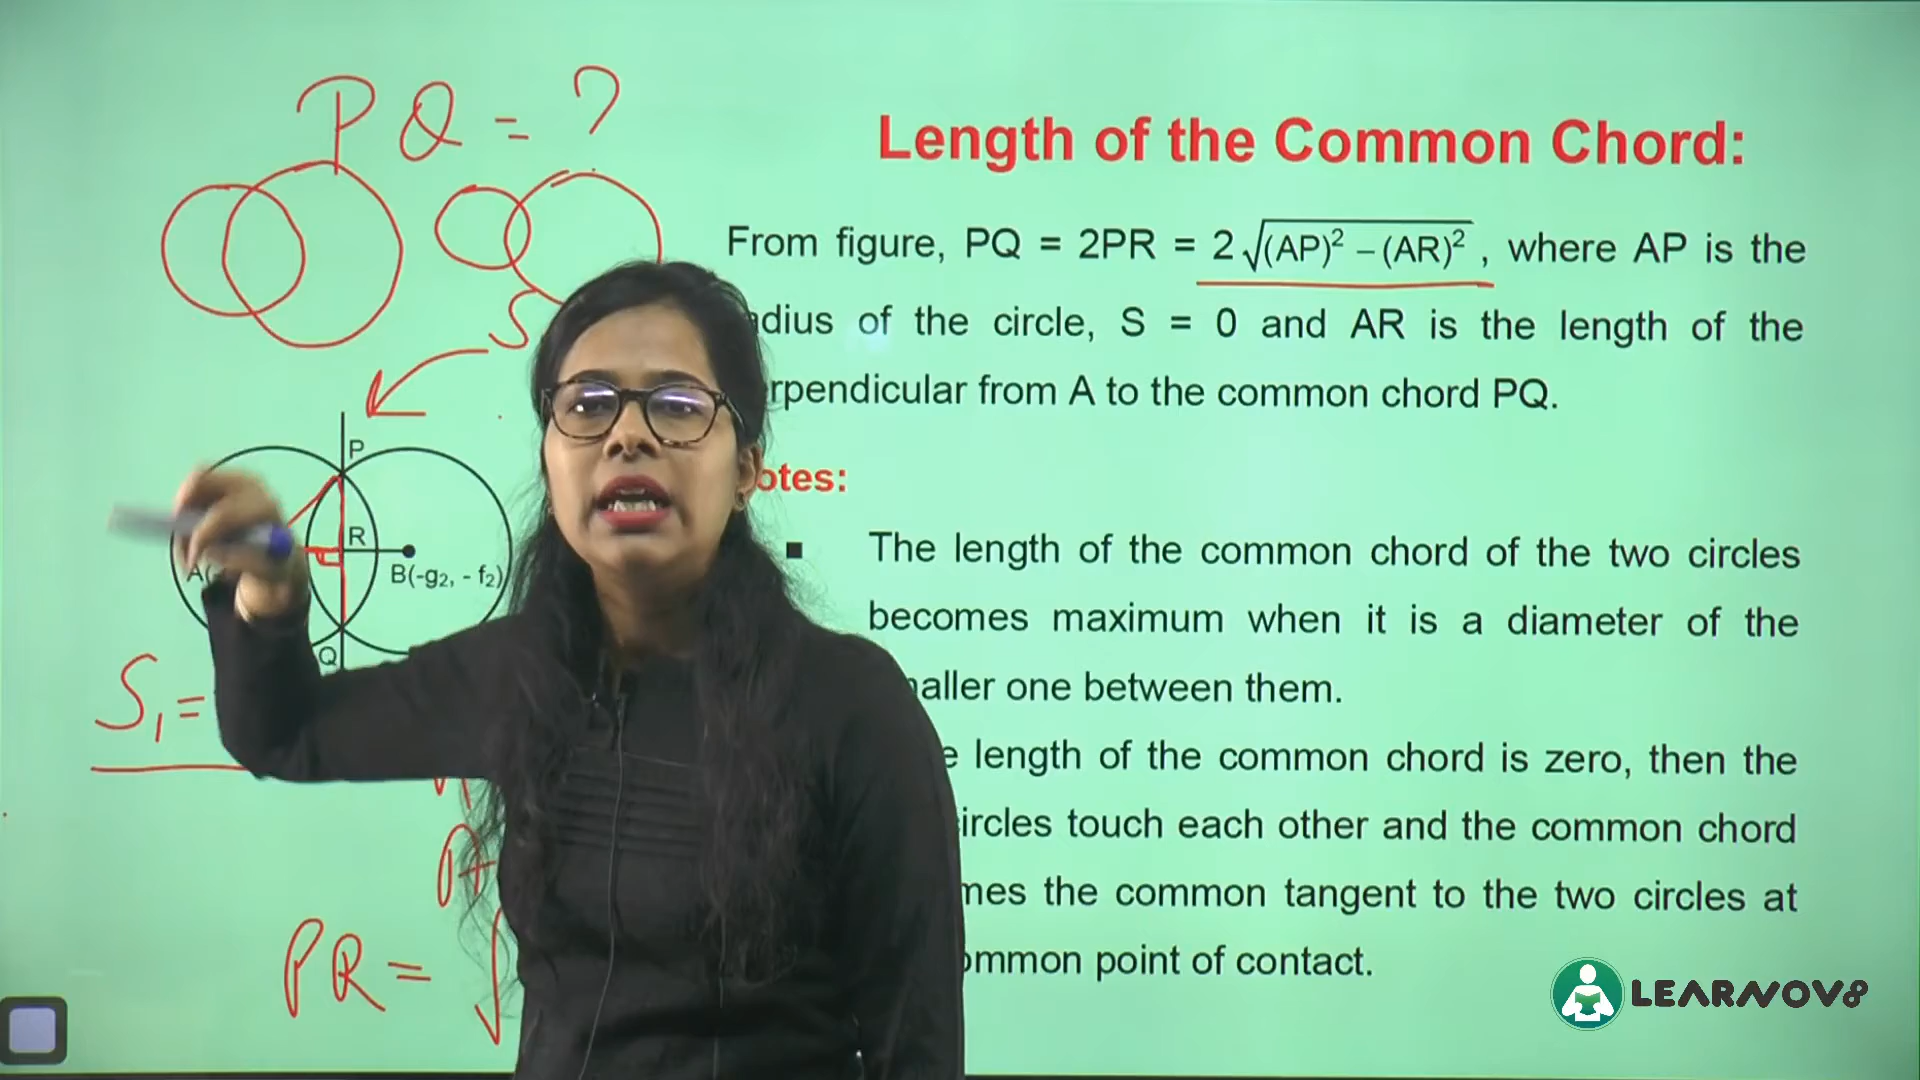 PQ = ?
Length of the Common Chord:
From figure, PQ = 2PR = 2√(AP)² – (AR)² , where AP is the
dius of the circle, S = 0 and AR is the length of the
rpendicular from A to the common chord PQ.
S
P
R
A(
B(-g₂, - f₂)
Q
otes:
▪ The length of the common chord of the two circles
becomes maximum when it is a diameter of the
aller one between them.
e length of the common chord is zero, then the
ircles touch each other and the common chord
mes the common tangent to the two circles at
ommon point of contact.
S₁ =
PR = √
LEARNOV8